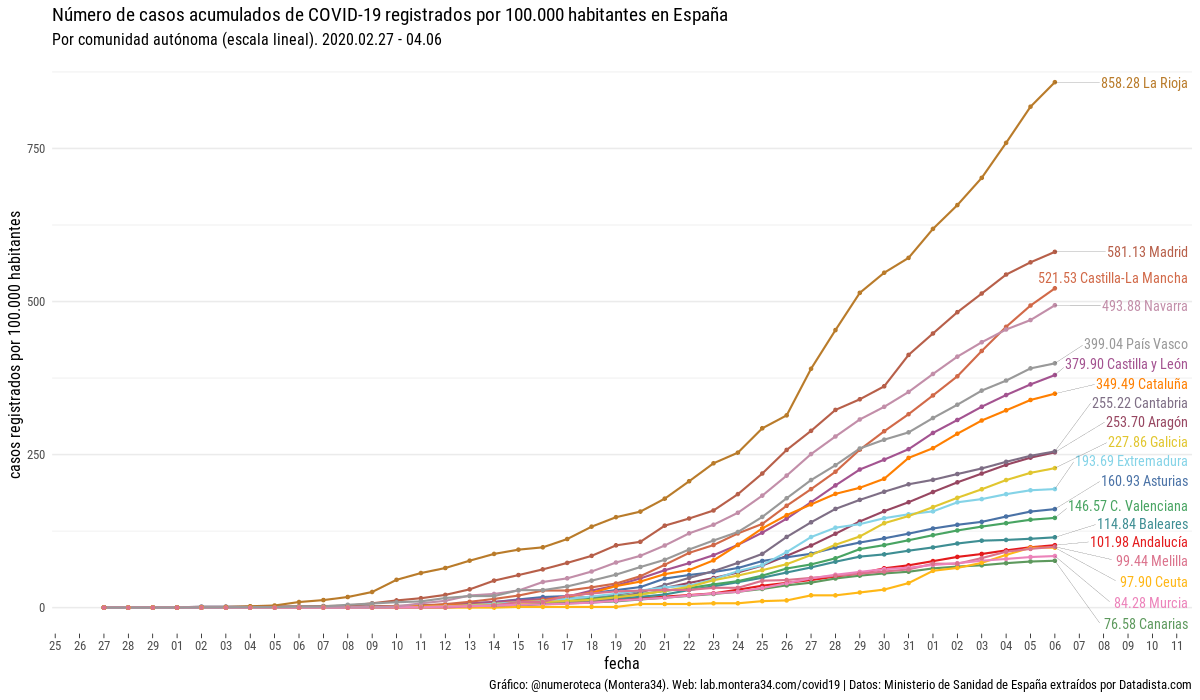 Número de casos acumulados de COVID-19 registrados por 100.000 habitantes en España
Por comunidad autónoma (escala lineal). 2020.02.27 - 04.06
casos registrados por 100.000 habitantes
750
500
250
0
858.28 La Rioja
581.13 Madrid
521.53 Castilla-La Mancha
493.88 Navarra
399.04 País Vasco
379.90 Castilla y León
349.49 Cataluña
255.22 Cantabria
253.70 Aragón
227.86 Galicia
193.69 Extremadura
160.93 Asturias
146.57 C. Valenciana
114.84 Baleares
101.98 Andalucía
99.44 Melilla
97.90 Ceuta
84.28 Murcia
76.58 Canarias
25 26 27 28 29 01 02 03 04 05 06 07 08 09 10 11 12 13 14 15 16 17 18 19 20 21 22 23 24 25 26 27 28 29 30 31 01 02 03 04 05 06 07 08 09 10 11
fecha
Gráfico: @numeroteca (Montera34). Web: lab.montera34.com/covid19 | Datos: Ministerio de Sanidad de España extraídos por Datadista.com